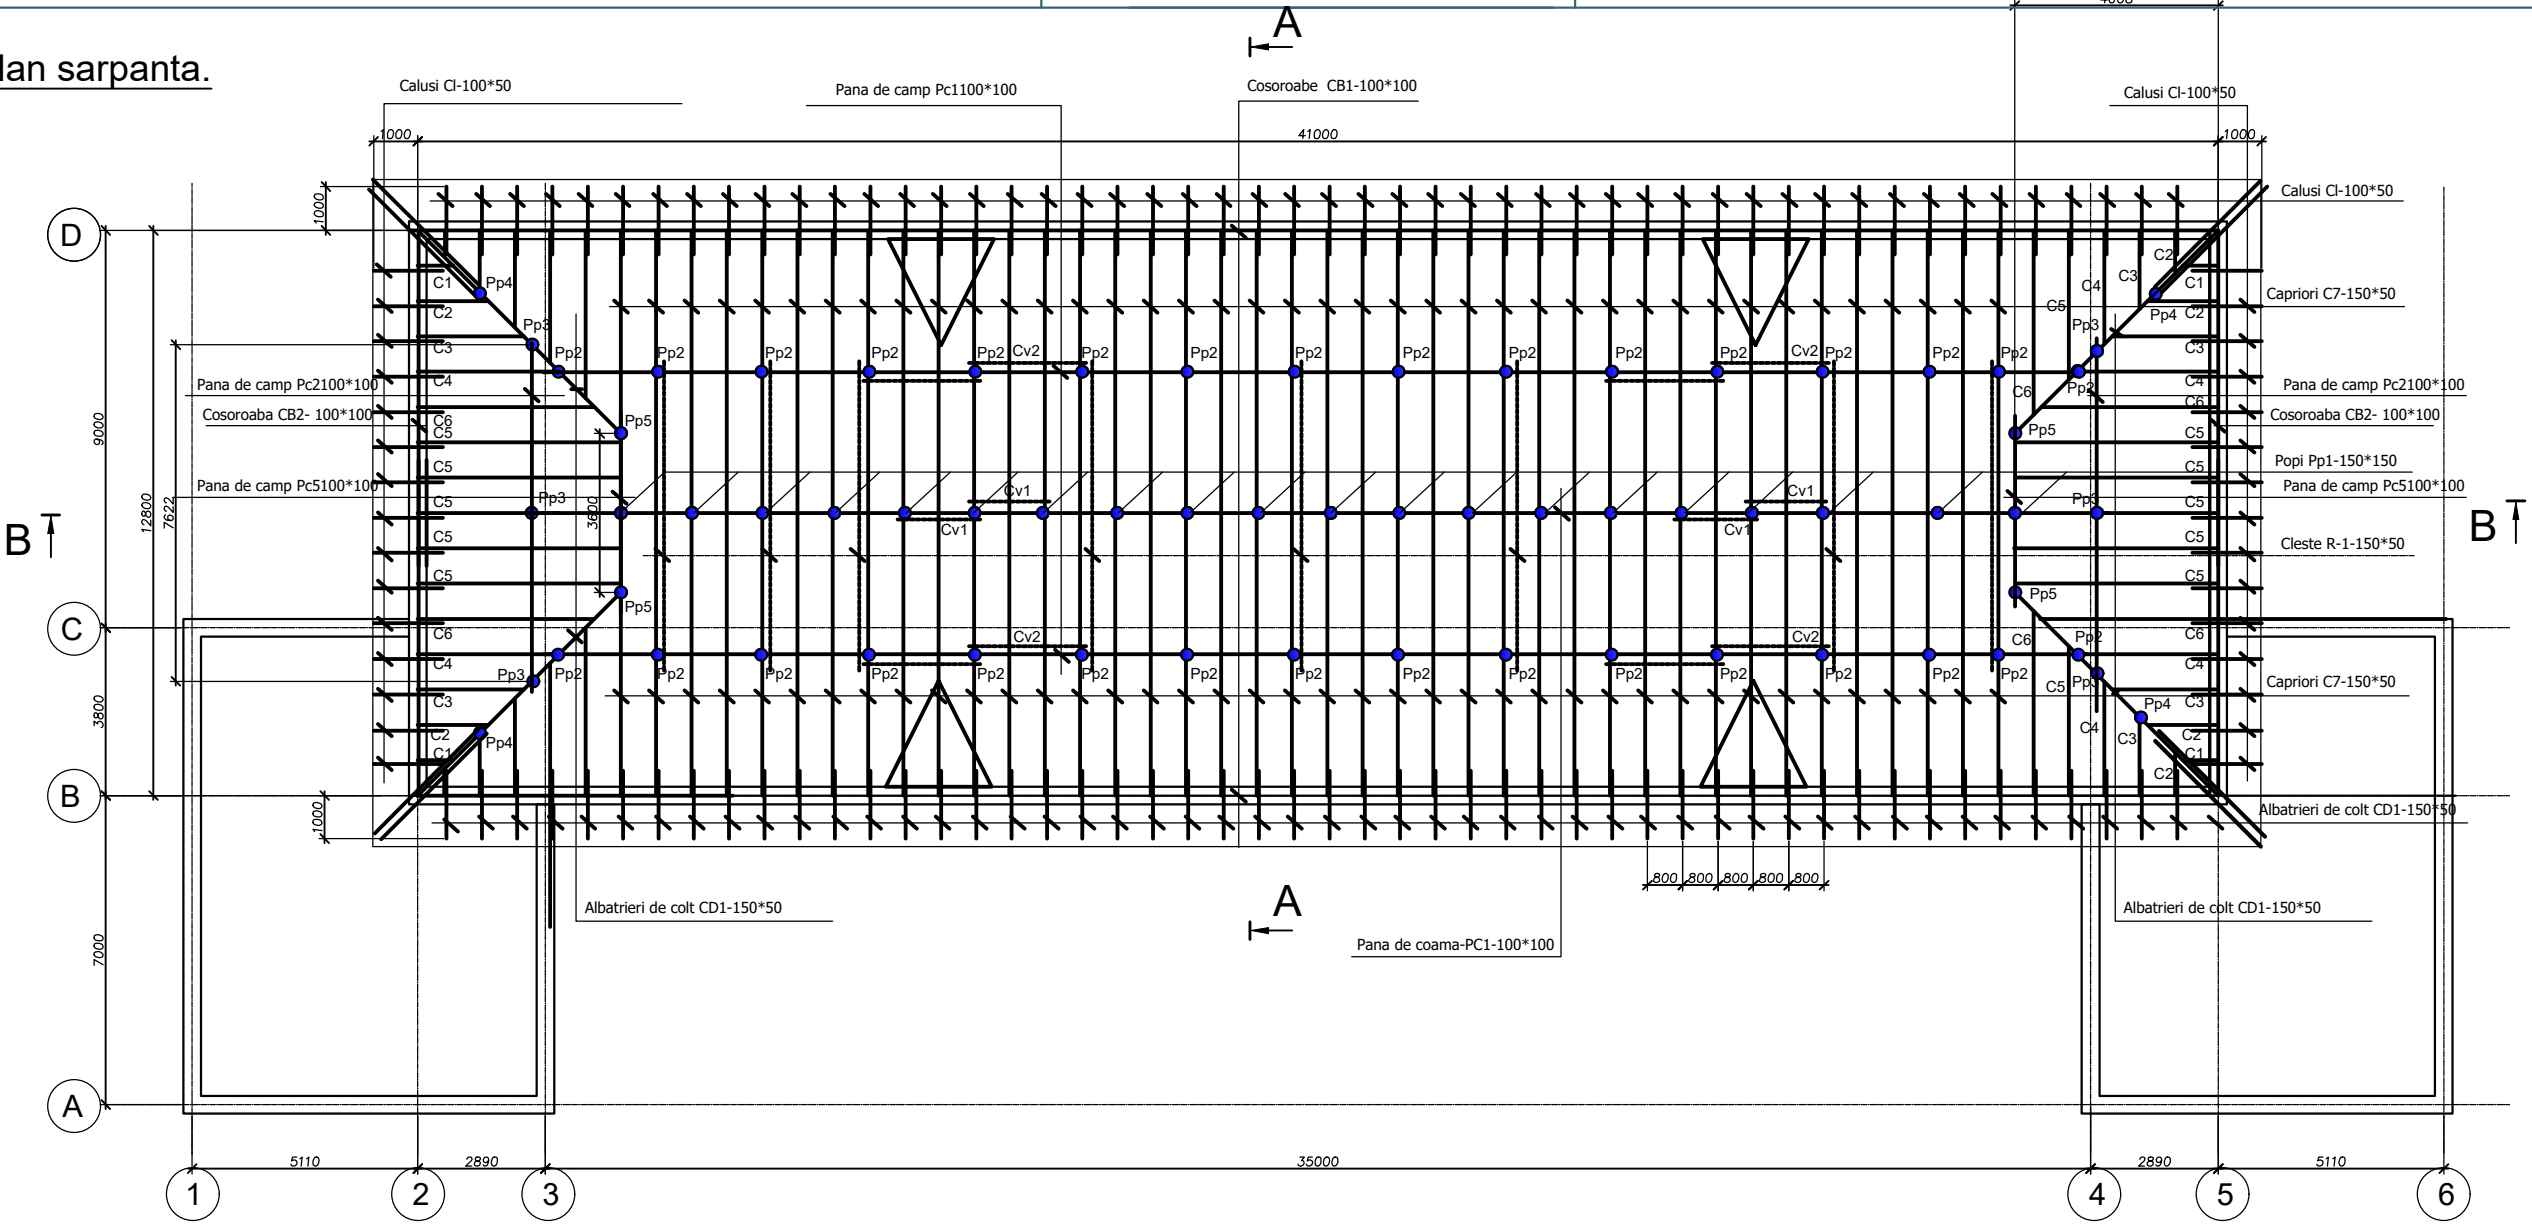 4003
A
lan sarpanta.
Calusi Cl-100*50
Pana de camp Pc1100*100
Cosoroabe CB1-100*100
Calusi Cl-100*50
1000
41000
1000
Calusi Cl-100*50
1000
D
C2
C1 Pp4
C4 C3 C1
Capriori C7-150*50
C2
C5 Pp4 C2
Pp3
Pp3
C3
Pp2 Pp2 Pp2 Pp2 Pp2 Cv2 Pp2 Pp2 Pp2 Pp2 Pp2 Pp2 Pp2 Cv2 Pp2 Pp2 Pp2
C3
C4
Pana de camp Pc2100*100
C6 Pp2 C4
Pana de camp Pc2100*100
Cosoroaba CB2- 100*100
C6
C6
Cosoroaba CB2- 100*100
9000
C5
Pp5
Pp5
C5
C5
C5
Popi Pp1-150*150
Pana de camp Pc5100*100
Cv1
Cv1
Pana de camp Pc5100*100
12800
7622
C5
Pp3
3600
Pp3
C5
B
Cv1
Cv1
B
C5
C5
Cleste R-1-150*50
C5
C5
Pp5
Pp5
C
C6
Cv2
Cv2
C6 Pp2
C6
C4
C4
Pp3 Pp2 Pp2 Pp2 Pp2 Pp2 Pp2 Pp2 Pp2 Pp2 Pp2 Pp2 Pp2 Pp2 Pp2 Pp2
C5 Pp3
Capriori C7-150*50
C3
Pp4 C3
3800
C4
C2
Pp4
C3
C2
C1
C1
C2
B
1000
Albatrieri de colt CD1-150*50
800 800 800 800 800
A
Albatrieri de colt CD1-150*50
Albatrieri de colt CD1-150*50
7000
Pana de coama-PC1-100*100
A
5110
2890
35000
2890
5110
1
2
3
4
5
6